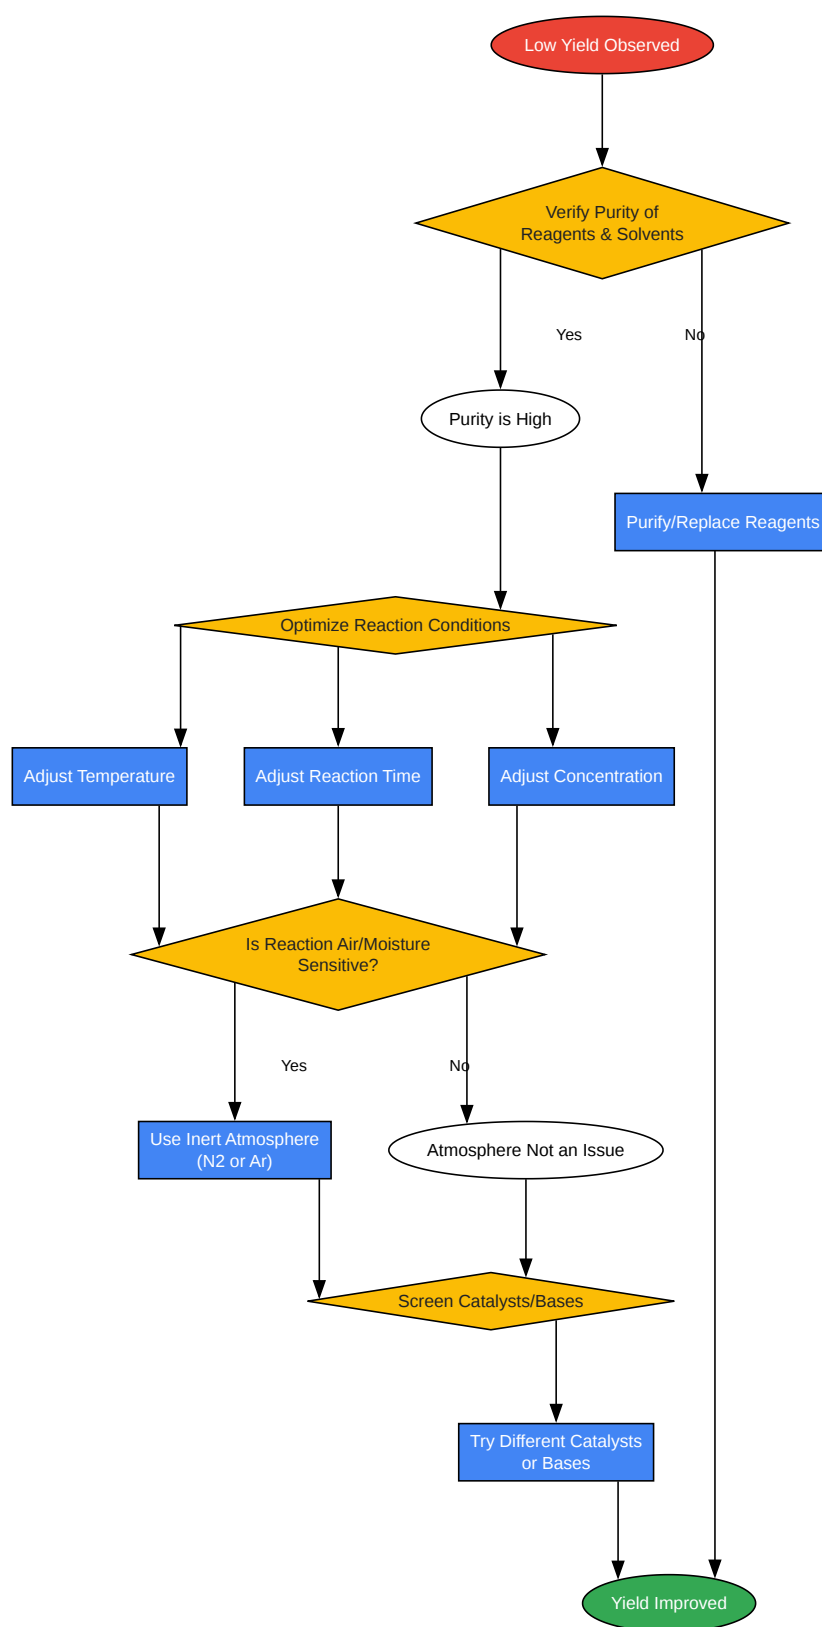 Low Yield Observed
Verify Purity of
Reagents & Solvents
Yes
No
Purity is High
Purify/Replace Reagents
Optimize Reaction Conditions
Adjust Temperature
Adjust Reaction Time
Adjust Concentration
Is Reaction Air/Moisture
Sensitive?
Yes
No
Use Inert Atmosphere
(N2 or Ar)
Atmosphere Not an Issue
Screen Catalysts/Bases
Try Different Catalysts
or Bases
Yield Improved